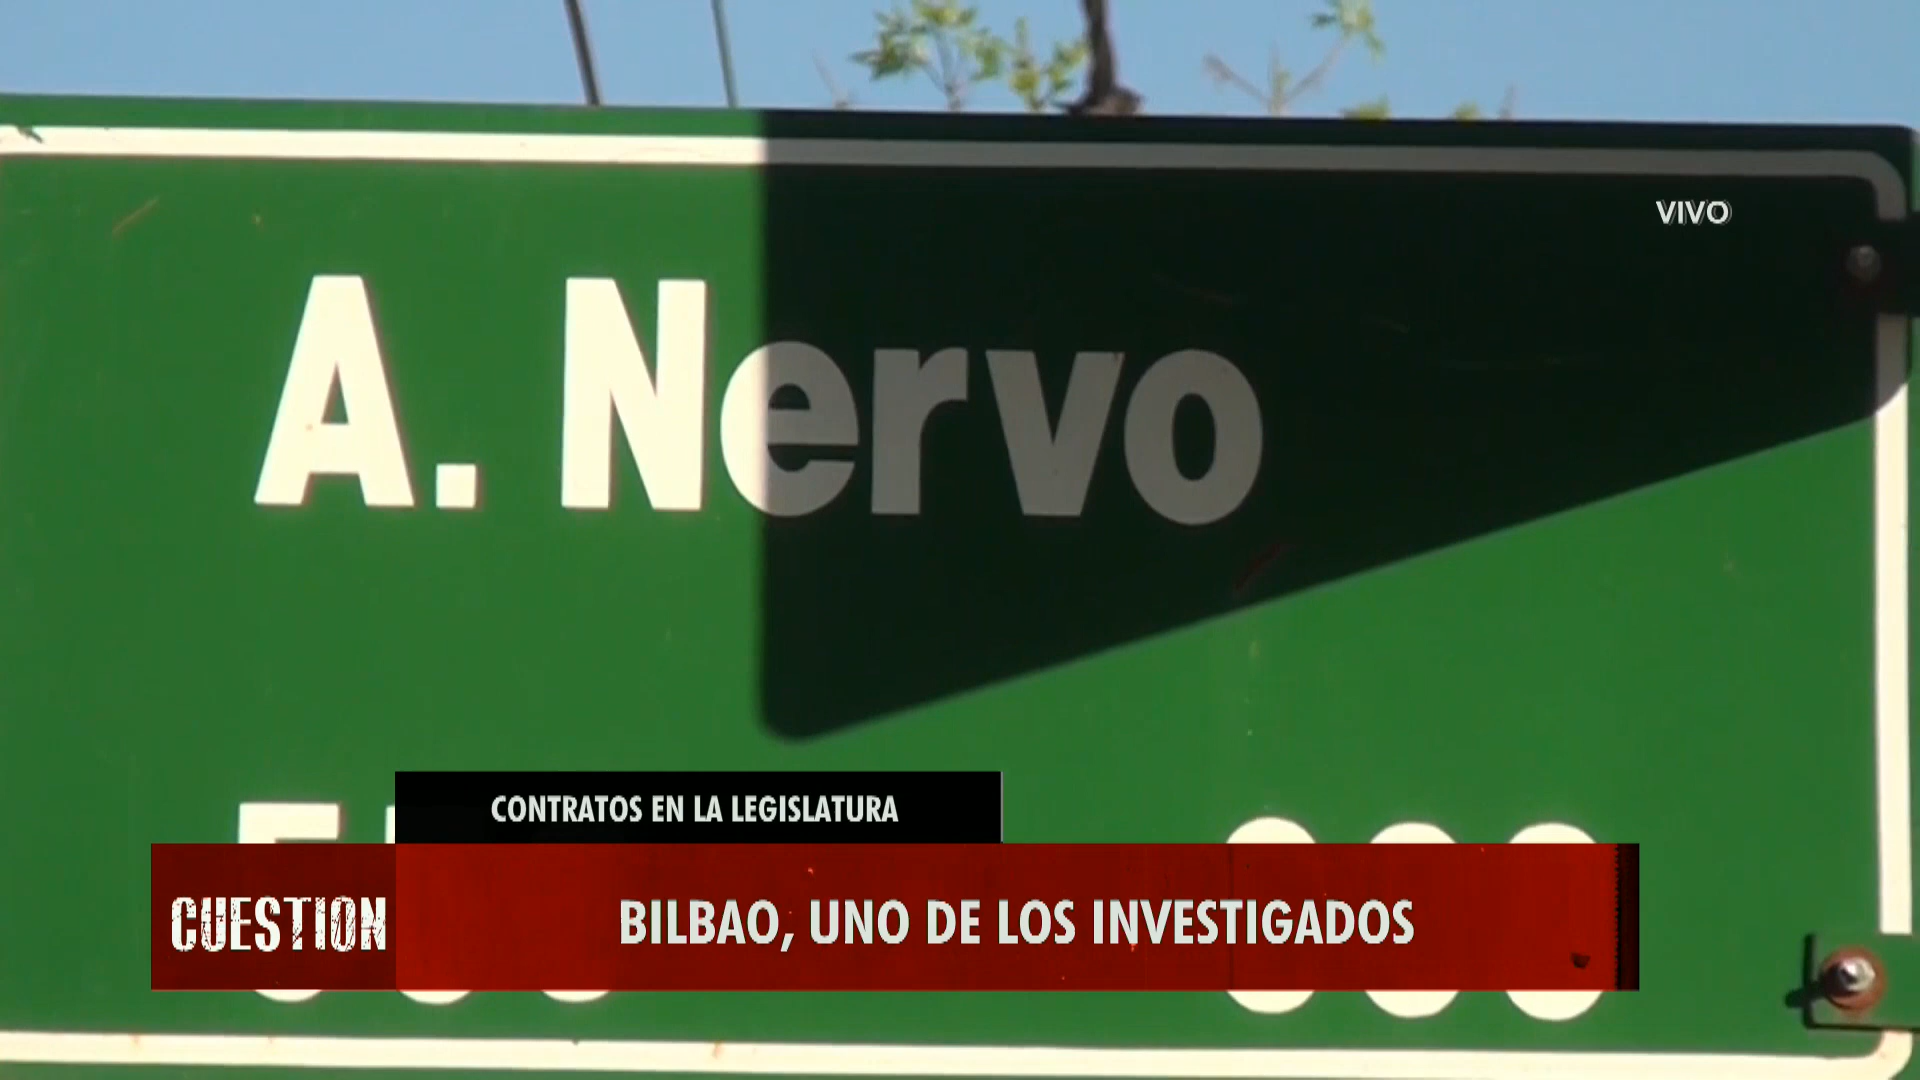 VIVO
A. Nervo
CONTRATOS EN LA LEGISLATURA
CUESTION
BILBAO, UNO DE LOS INVESTIGADOS